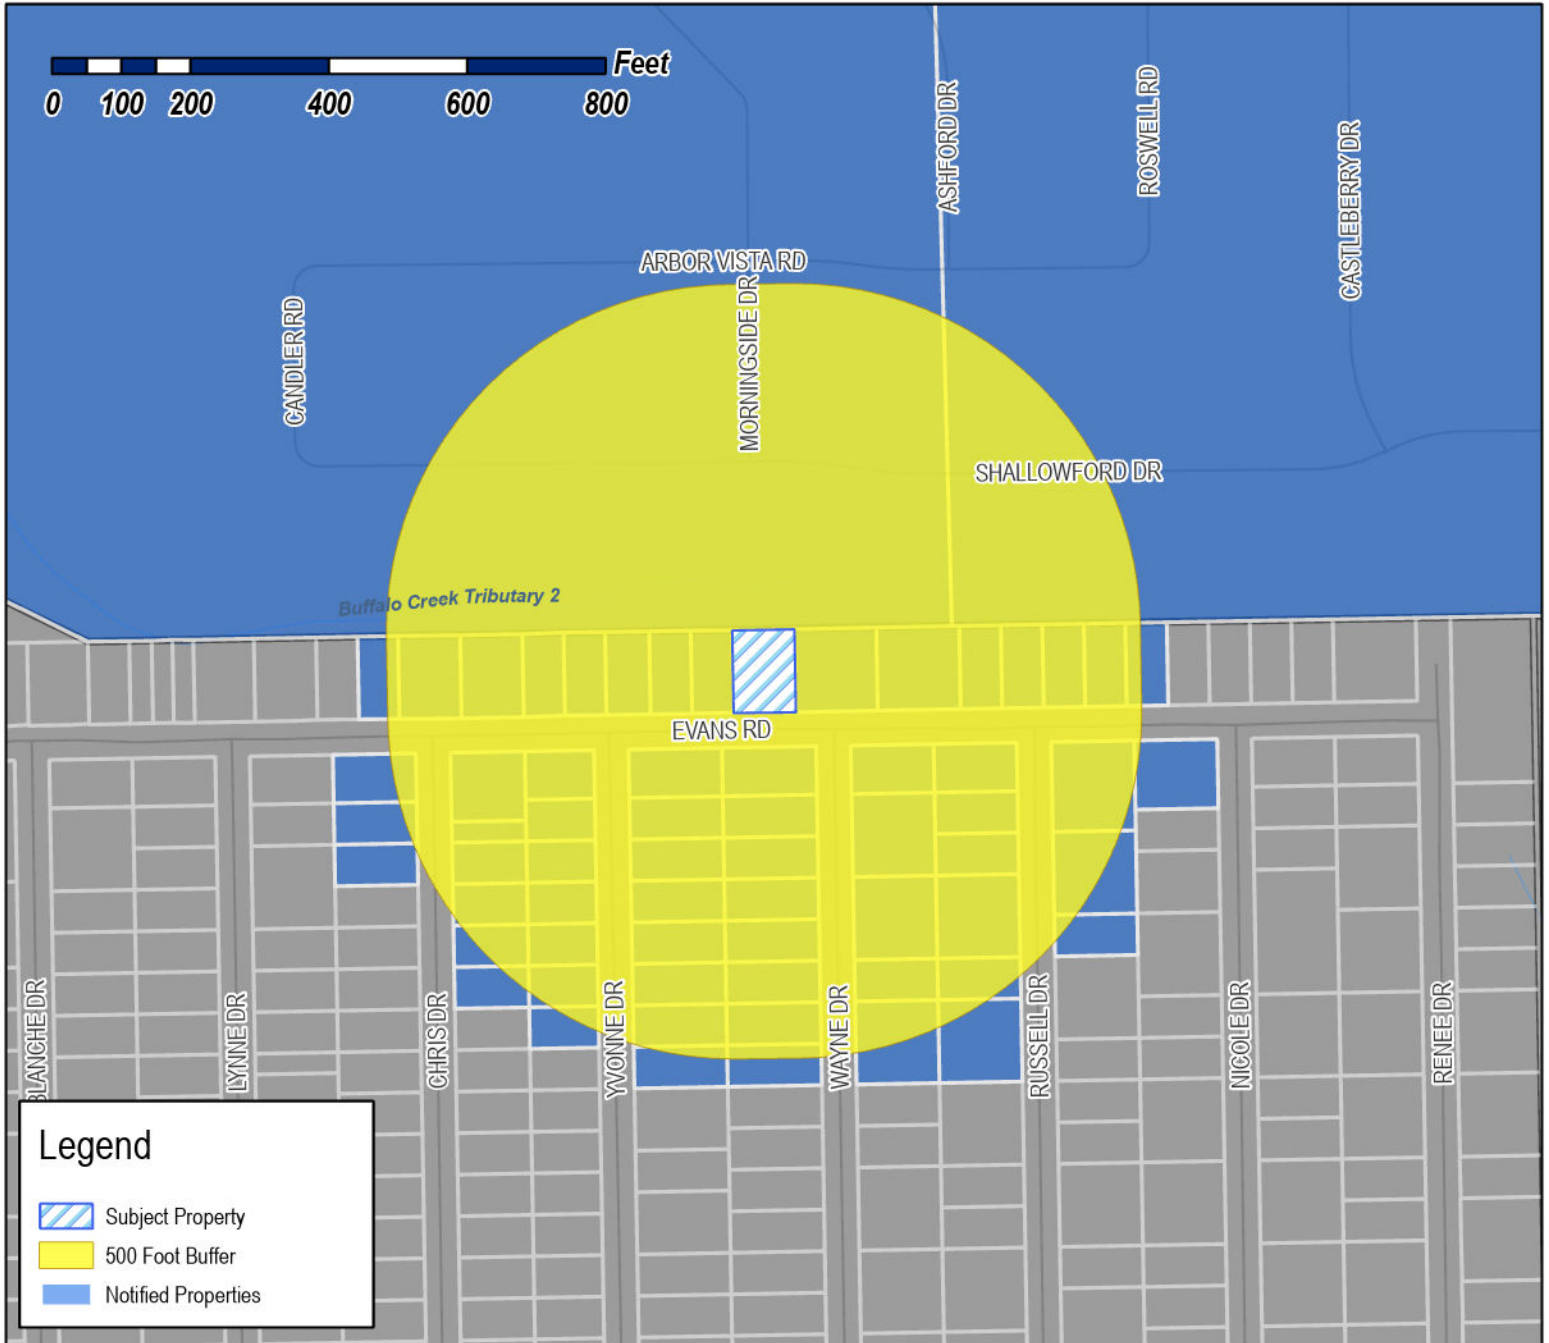 Feet
0 100 200 400 600 800
ASHFORD DR
ROSWELL RD
CASTLEBERRY DR
ARBOR VISTA RD
MORNINGSIDE DR
CANDLER RD
SHALLOWFORD DR
Buffalo Creek Tributary 2
EVANS RD
BLANCHE DR
LYNNE DR
CHRIS DR
YVONNE DR
WAYNE DR
RUSSELL DR
NICOLE DR
RENEE DR
Legend
Subject Property
500 Foot Buffer
Notified Properties